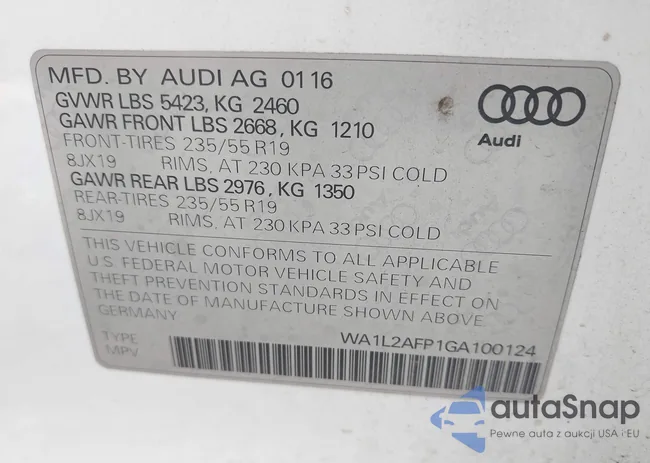 MFD. BY AUDI AG 01 16
GVWR LBS 5423, KG 2460
GAWR FRONT LBS 2668, KG 1210
FRONT-TIRES 235/55 R19
8JX19 RIMS, AT 230 KPA 33 PSI COLD
GAWR REAR LBS 2976, KG 1350
REAR-TIRES 235/55 R19
8JX19 RIMS, AT 230 KPA 33 PSI COLD
Audi
THIS VEHICLE CONFORMS TO ALL APPLICABLE
U.S. FEDERAL MOTOR VEHICLE SAFETY AND
THEFT PREVENTION STANDARDS IN EFFECT ON
THE DATE OF MANUFACTURE SHOWN ABOVE
GERMANY
TYPE
MPV
WA1L2AFP1GA100124
autaSnap
Pewne auta z aukcji USA i EU